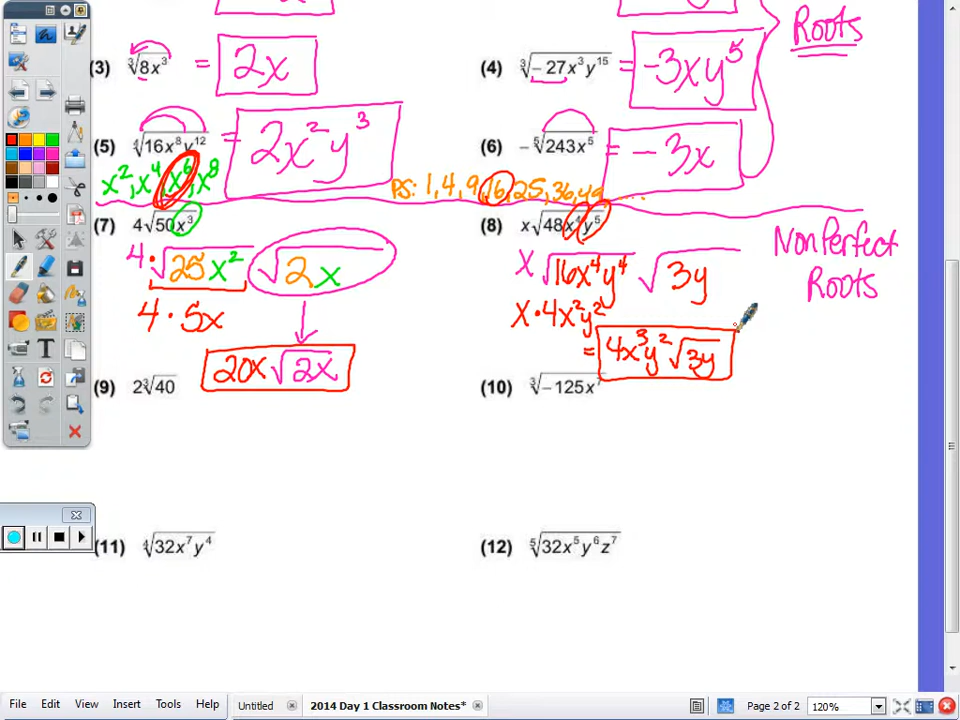 Roots
(3) ∛8x³ = 2x
(4) ∛-27x³y¹⁵ = -3xy⁵
(5) ∜16x⁸y¹² = 2x²y³
(6) -⁵√243x⁵ = -3x
x², x⁴, x⁶, x⁸
PS: 1, 4, 9, 16, 25, 36, 49, ...
(7) 4√50x³
(8) x√48x⁴y⁵
NonPerfect
Roots
4·√25x² √2x
x √16x⁴y⁴ √3y
4·5x
x·4x²y²
20x√2x
= 4x³y²√3y
(9) 2∛40
(10) ∛-125x⁷
(11) ∜32x⁷y⁴
(12) ⁵√32x⁵y⁶z⁷
File Edit View Insert Tools Help Untitled 2014 Day 1 Classroom Notes* Page 2 of 2 120%